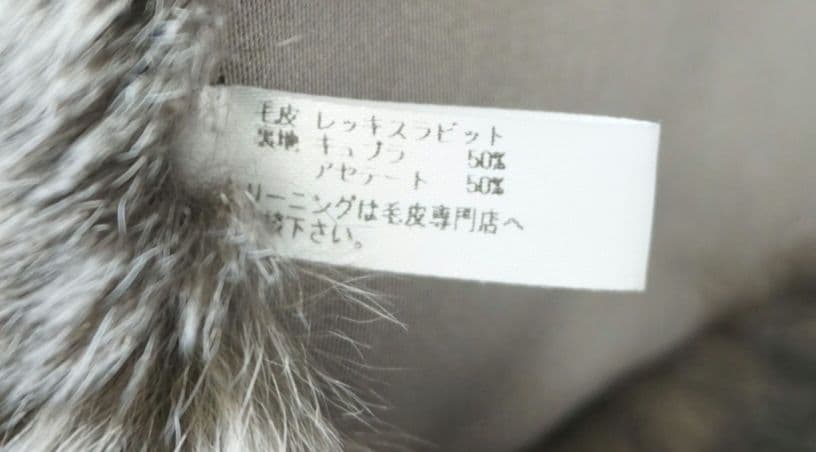 毛皮 レッキスラビット
裏地 キュプラ 50%
アセテート 50%
リーニングは毛皮専門店へ
下さい。